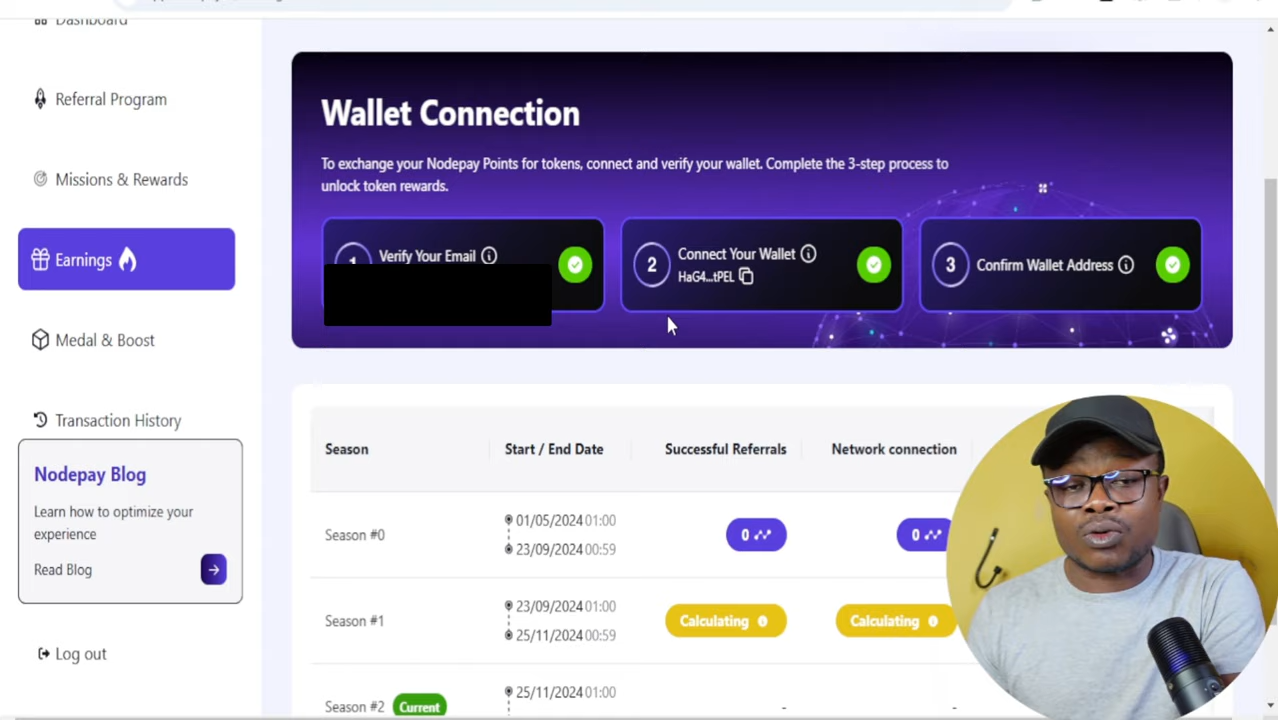 Dashboard
Referral Program
Missions & Rewards
Earnings
Medal & Boost
Transaction History
Nodepay Blog
Learn how to optimize your
experience
Read Blog
Log out
Wallet Connection
To exchange your Nodepay Points for tokens, connect and verify your wallet. Complete the 3-step process to
unlock token rewards.
1 Verify Your Email
2 Connect Your Wallet
HaG4...tPEL
3 Confirm Wallet Address
Season Start / End Date Successful Referrals Network connection
Season #0 01/05/2024 01:00 0 0
23/09/2024 00:59
Season #1 23/09/2024 01:00 Calculating Calculating
25/11/2024 00:59
Season #2 Current 25/11/2024 01:00 - -